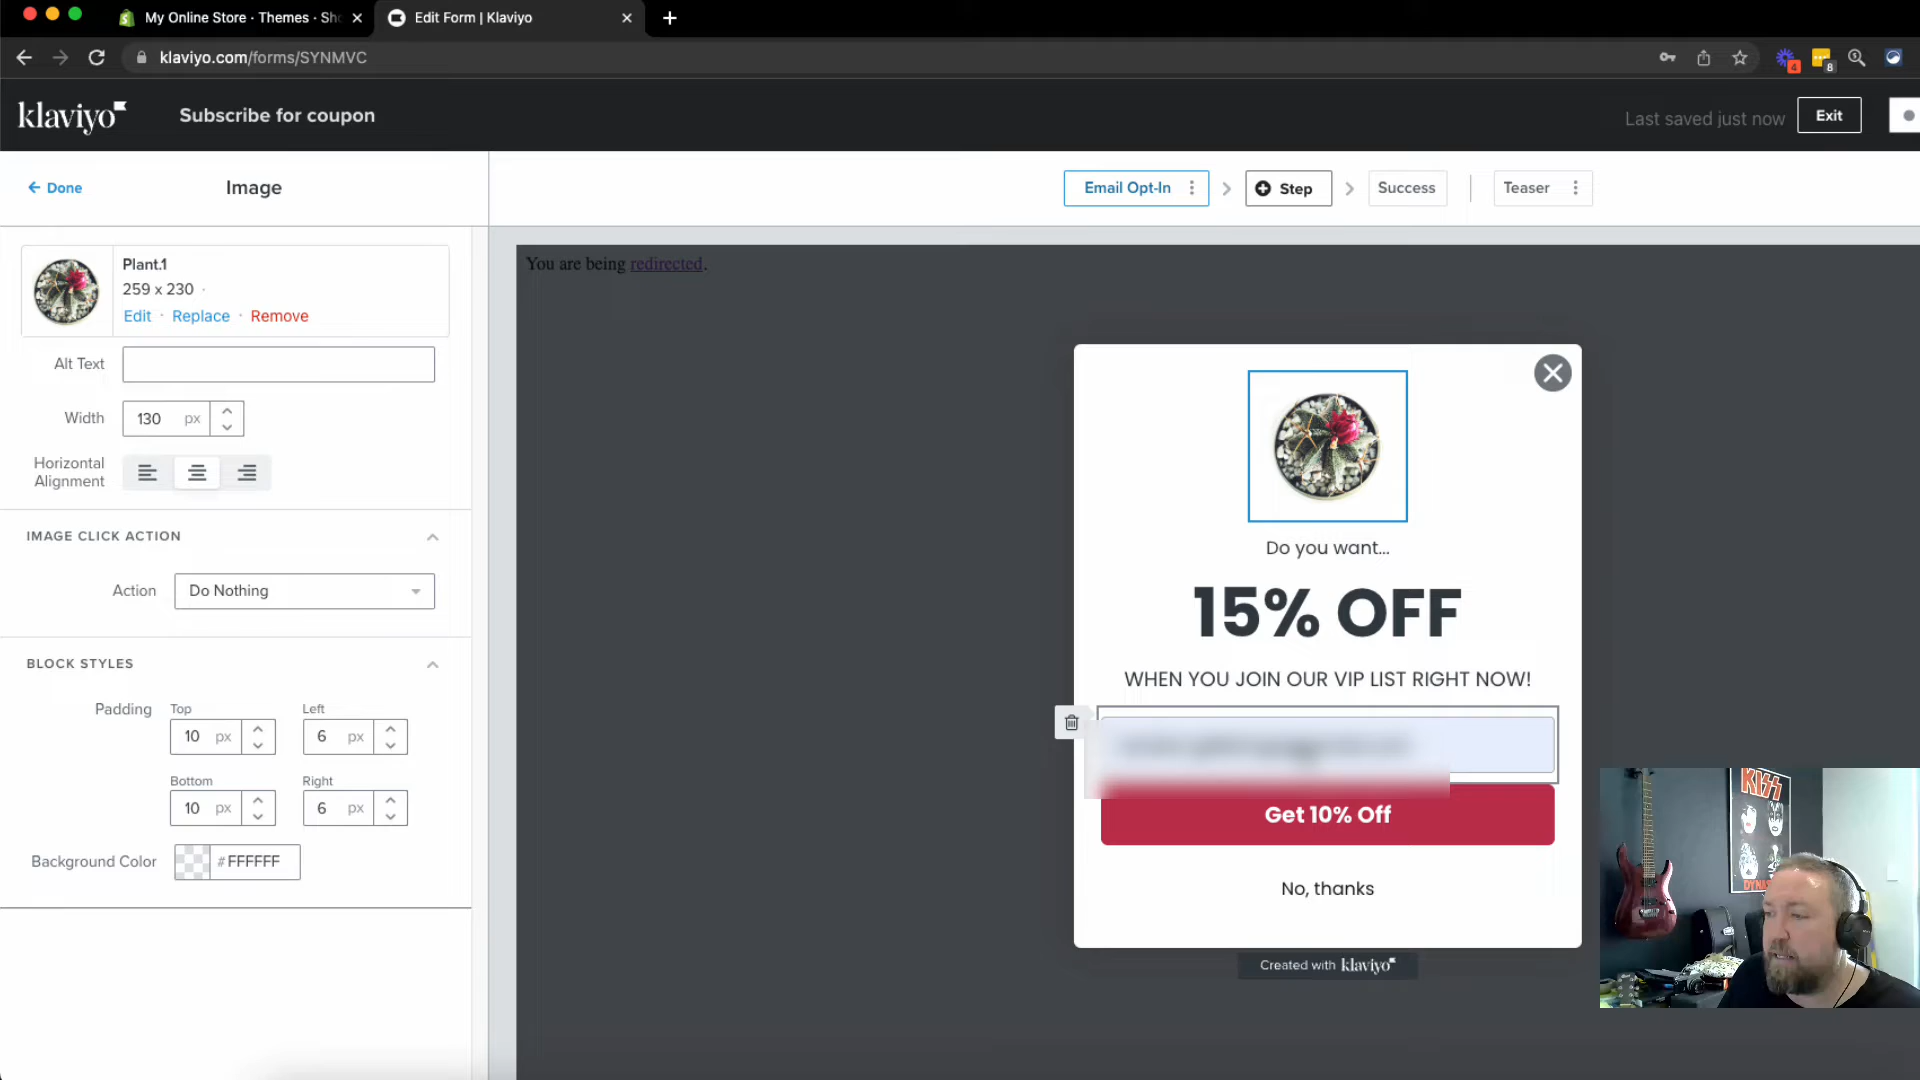 My Online Store · Themes · Sh
Edit Form | Klaviyo
klaviyo.com/forms/SYNMVC
4
8
klaviyo
Subscribe for coupon
Last saved just now
Exit
Done
Image
Email Opt-In
Step
Success
Teaser
Plant.1
259 x 230 ·
Edit · Replace · Remove
Alt Text
Width
130 px
Horizontal
Alignment
IMAGE CLICK ACTION
Action
Do Nothing
BLOCK STYLES
Padding
Top
Left
10 px
6 px
Bottom
Right
10 px
6 px
Background Color
# FFFFFF
You are being redirected.
Do you want...
15% OFF
WHEN YOU JOIN OUR VIP LIST RIGHT NOW!
Get 10% Off
No, thanks
Created with klaviyo
KISS